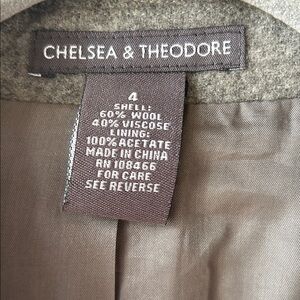 CHELSEA & THEODORE
4
SHELL:
60% WOOL
40% VISCOSE
LINING:
100% ACETATE
MADE IN CHINA
RN 108466
FOR CARE
SEE REVERSE